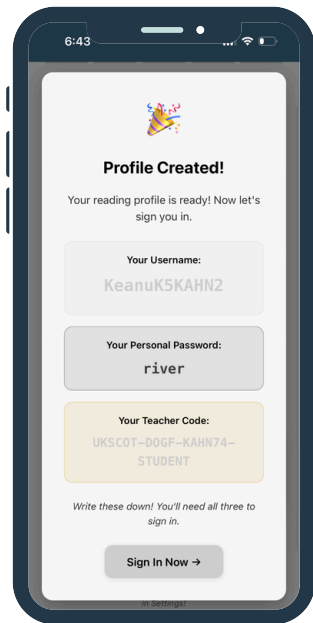 6:43
Profile Created!
Your reading profile is ready! Now let's
sign you in.
Your Username:
KeanuK5KAHN2
Your Personal Password:
river
Your Teacher Code:
UKSCOT-DOGF-KAHN74-
STUDENT
Write these down! You'll need all three to
sign in.
Sign In Now →
in Settings!